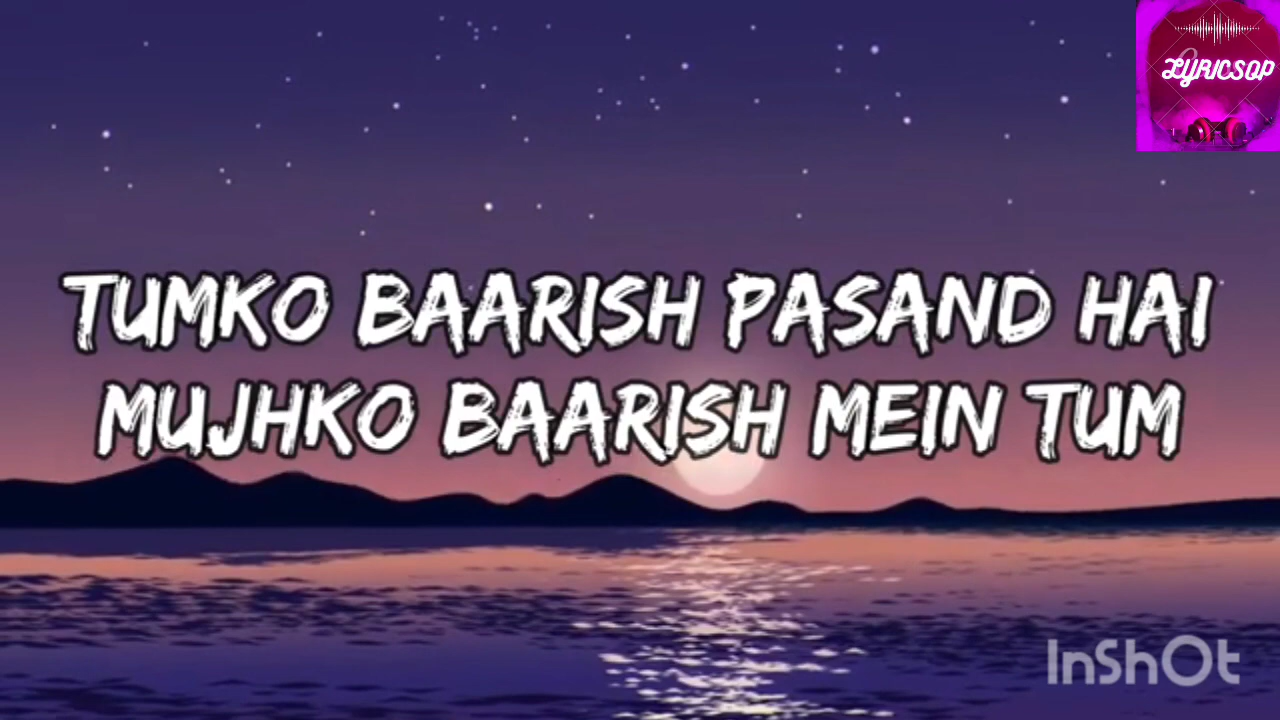 LYRICSOP
TUMKO BAARISH PASAND HAI
MUJHKO BAARISH MEIN TUM
InShOt